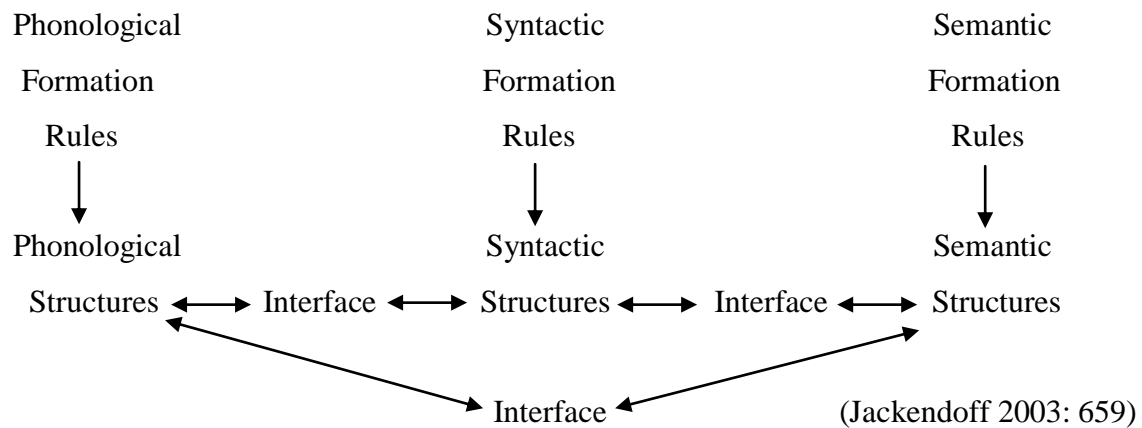 Phonological Syntactic Semantic
Formation Formation Formation
Rules Rules Rules
Phonological Syntactic Semantic
Structures Interface Structures Interface Structures
Interface (Jackendoff 2003: 659)